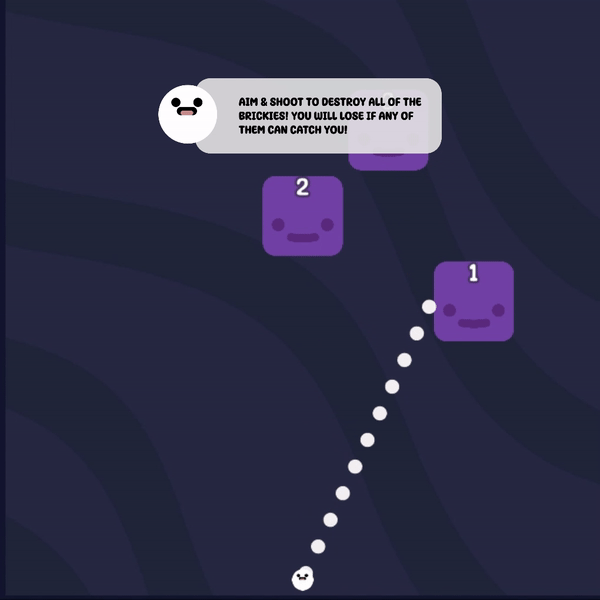 AIM & SHOOT TO DESTROY ALL OF THE
BRICKIES! YOU WILL LOSE IF ANY OF
THEM CAN CATCH YOU!
2
1